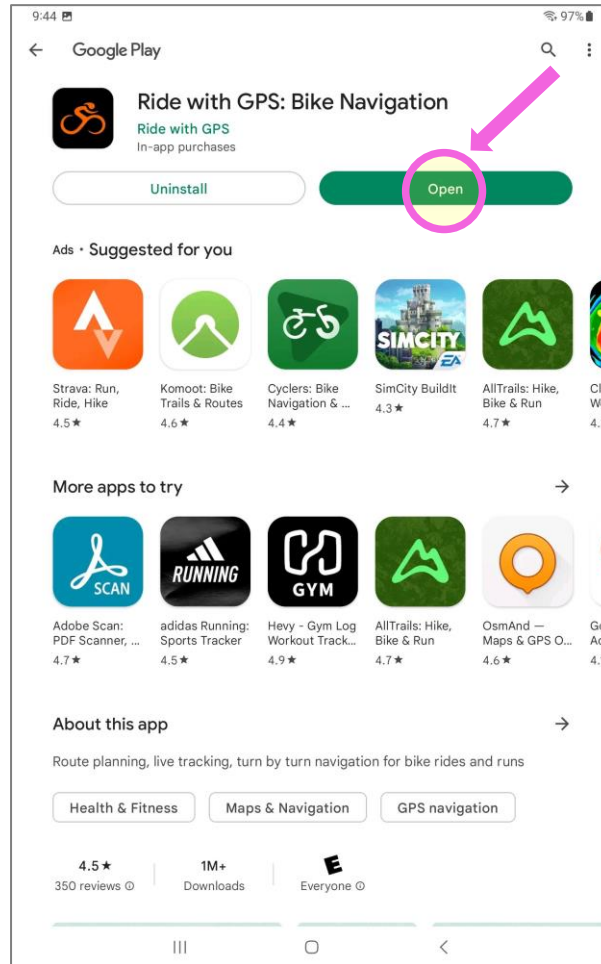 9:44
97%
Google Play
Ride with GPS: Bike Navigation
Ride with GPS
In-app purchases
Uninstall
Open
Ads • Suggested for you
SIMCITY
EA
Strava: Run,
Ride, Hike
4.5★
Komoot: Bike
Trails & Routes
4.6★
Cyclers: Bike
Navigation & ...
4.4★
SimCity BuildIt
4.3★
AllTrails: Hike,
Bike & Run
4.7★
More apps to try
SCAN
RUNNING
GYM
Adobe Scan:
PDF Scanner, ...
4.7★
adidas Running:
Sports Tracker
4.5★
Hevy - Gym Log
Workout Track...
4.9★
AllTrails: Hike,
Bike & Run
4.7★
OsmAnd —
Maps & GPS O...
4.6★
About this app
Route planning, live tracking, turn by turn navigation for bike rides and runs
Health & Fitness
Maps & Navigation
GPS navigation
4.5★
350 reviews
1M+
Downloads
E
Everyone